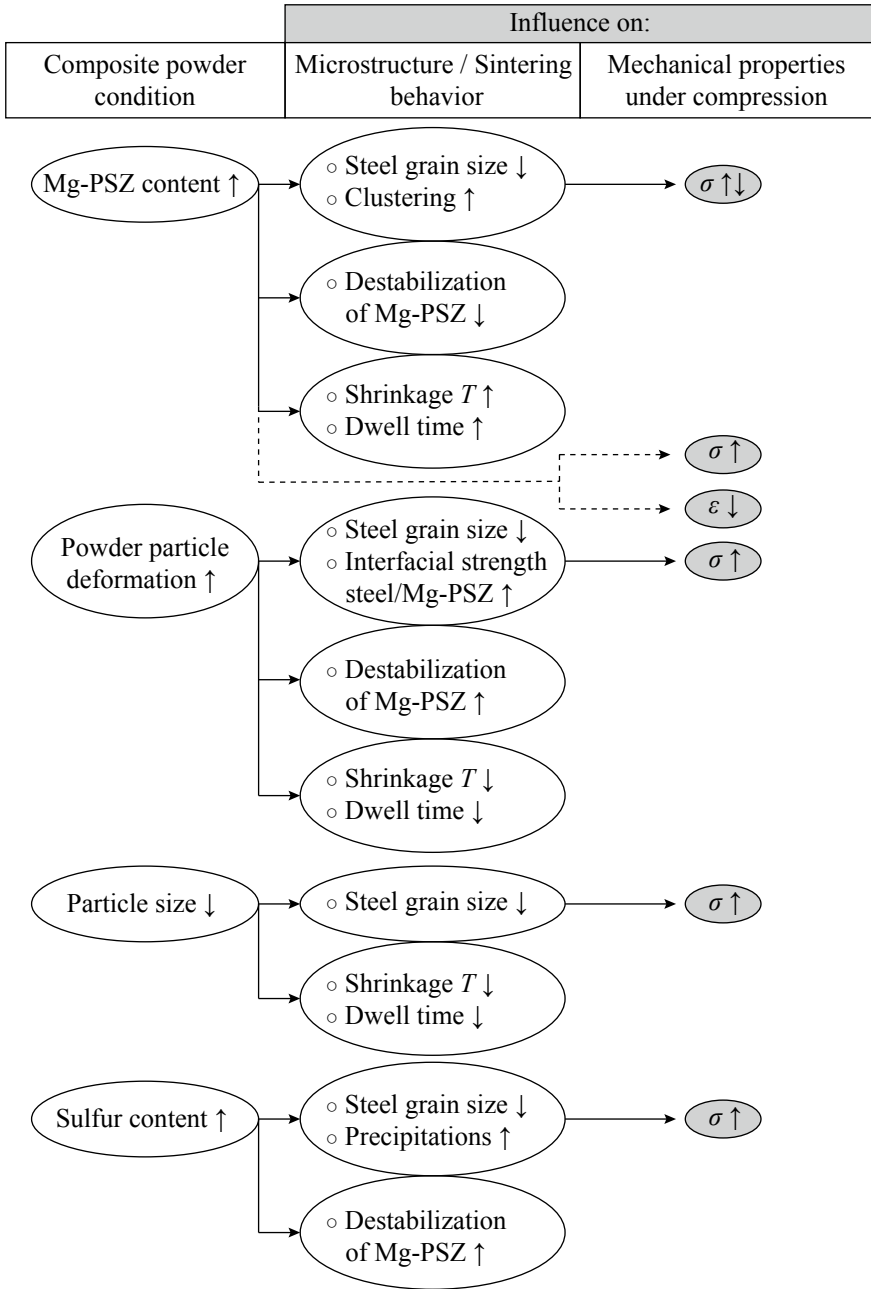 Influence on:
Composite powder
condition
Microstructure / Sintering
behavior
Mechanical properties
under compression
Mg-PSZ content ↑
○ Steel grain size ↓
○ Clustering ↑
σ ↑↓
○ Destabilization
of Mg-PSZ ↓
○ Shrinkage T ↑
○ Dwell time ↑
σ ↑
ε ↓
Powder particle
deformation ↑
○ Steel grain size ↓
○ Interfacial strength
steel/Mg-PSZ ↑
σ ↑
○ Destabilization
of Mg-PSZ ↑
○ Shrinkage T ↓
○ Dwell time ↓
Particle size ↓
○ Steel grain size ↓
σ ↑
○ Shrinkage T ↓
○ Dwell time ↓
Sulfur content ↑
○ Steel grain size ↓
○ Precipitations ↑
σ ↑
○ Destabilization
of Mg-PSZ ↑